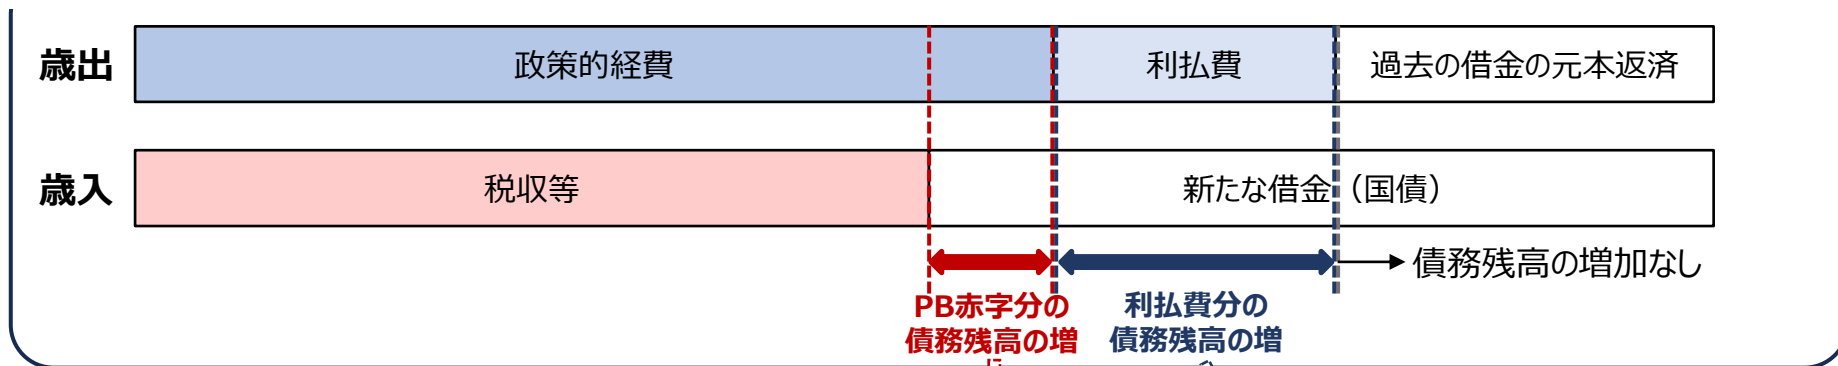 歳出
政策的経費
利払費
過去の借金の元本返済
歳入
税収等
新たな借金（国債）
債務残高の増加なし
PB赤字分の
債務残高の増
利払費分の
債務残高の増